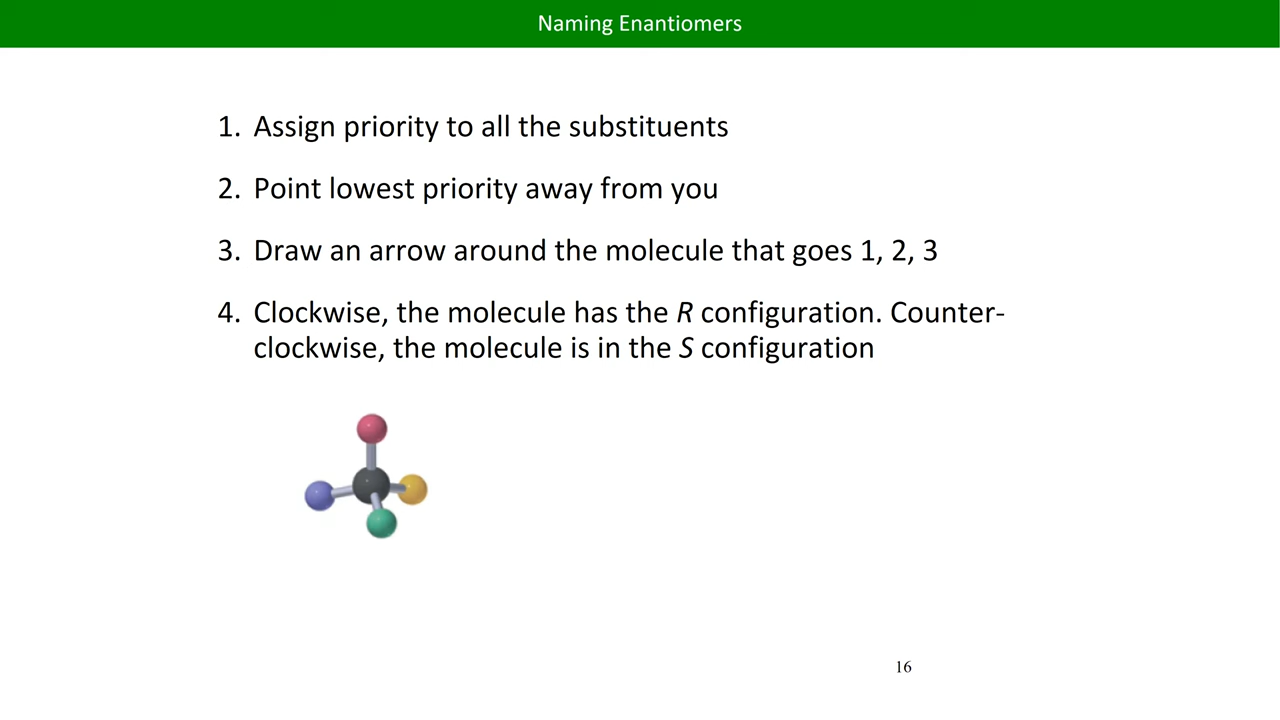 Naming Enantiomers
1. Assign priority to all the substituents
2. Point lowest priority away from you
3. Draw an arrow around the molecule that goes 1, 2, 3
4. Clockwise, the molecule has the R configuration. Counter-
clockwise, the molecule is in the S configuration
16